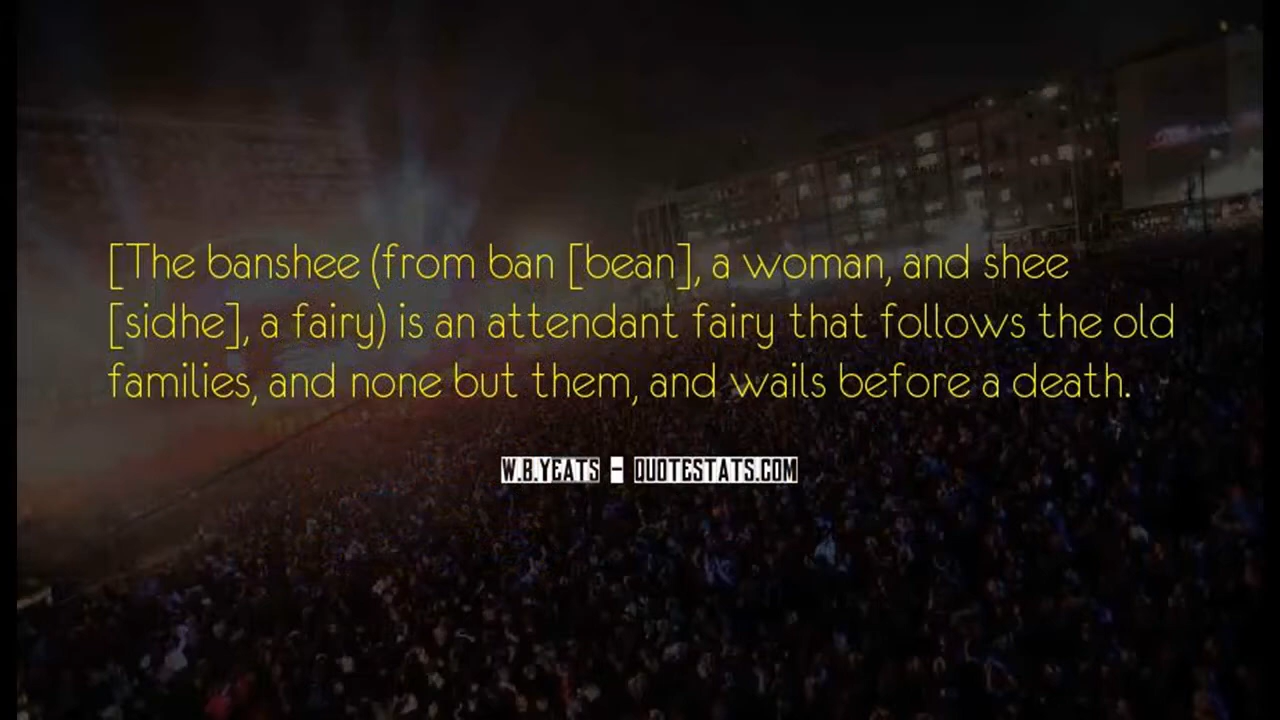 [The banshee (from ban [bean], a woman, and shee
[sidhe], a fairy) is an attendant fairy that follows the old
families, and none but them, and wails before a death.
W.B.YEATS - QUOTESTATS.COM